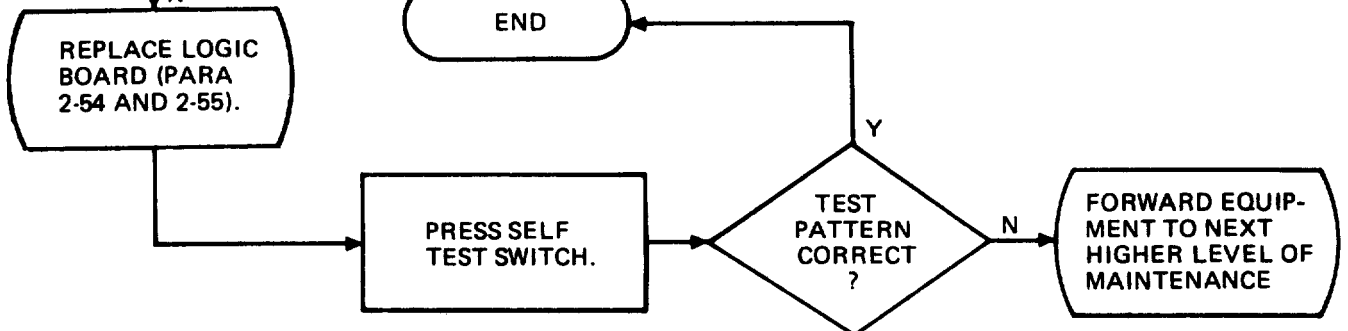 REPLACE LOGIC
BOARD (PARA
2-54 AND 2-55).
END
Y
PRESS SELF
TEST SWITCH.
TEST
PATTERN
CORRECT
?
N
FORWARD EQUIP-
MENT TO NEXT
HIGHER LEVEL OF
MAINTENANCE